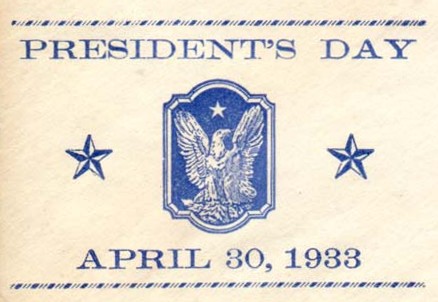 PRESIDENT'S DAY
APRIL 30, 1933